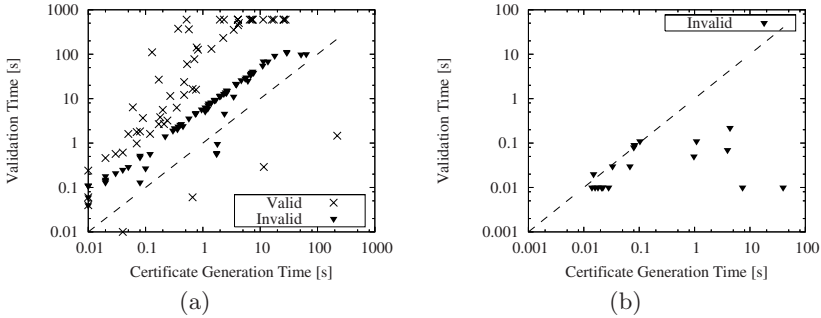 1000
100
10
1
0.1
0.01
0.01
0.1
1
10
100
1000
Validation Time [s]
Certificate Generation Time [s]
Valid
Invalid
(a)
100
10
1
0.1
0.01
0.001
0.001
0.01
0.1
1
10
100
Validation Time [s]
Certificate Generation Time [s]
Invalid
(b)